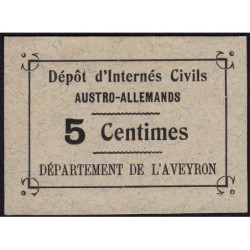 Dépôt d'Internés Civils
AUSTRO-ALLEMANDS
5 Centimes
DÉPARTEMENT DE L'AVEYRON